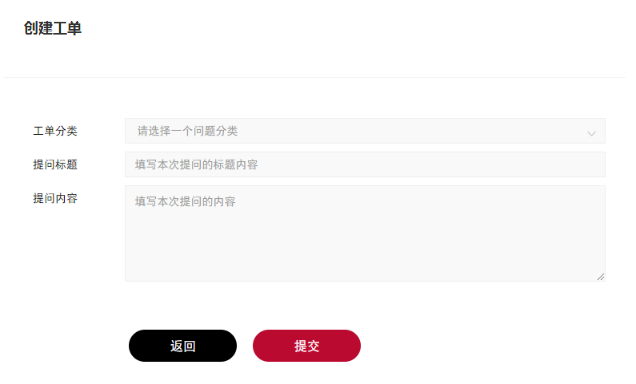 创建工单
工单分类 请选择一个问题分类
提问标题 填写本次提问的标题内容
提问内容 填写本次提问的内容
返回 提交